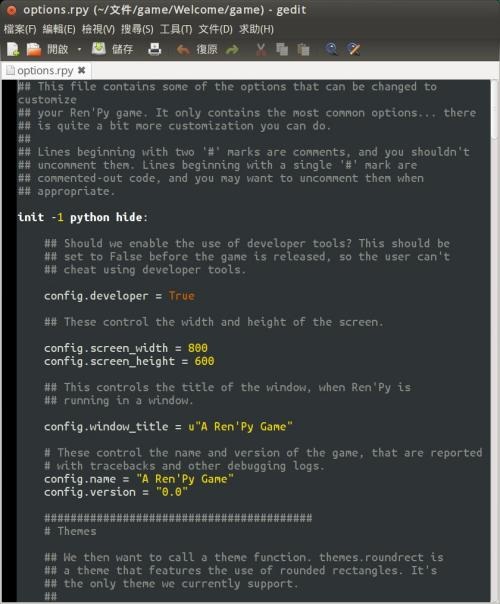 options.rpy (~/文件/game/Welcome/game) - gedit
檔案(F) 編輯(E) 檢視(V) 搜尋(S) 工具(T) 文件(D) 求助(H)
開啟 儲存 復原
options.rpy
## This file contains some of the options that can be changed to
customize
## your Ren'Py game. It only contains the most common options... there
## is quite a bit more customization you can do.
##
## Lines beginning with two '#' marks are comments, and you shouldn't
## uncomment them. Lines beginning with a single '#' mark are
## commented-out code, and you may want to uncomment them when
## appropriate.
init -1 python hide:
## Should we enable the use of developer tools? This should be
## set to False before the game is released, so the user can't
## cheat using developer tools.
config.developer = True
## These control the width and height of the screen.
config.screen_width = 800
config.screen_height = 600
## This controls the title of the window, when Ren'Py is
## running in a window.
config.window_title = u"A Ren'Py Game"
# These control the name and version of the game, that are reported
# with tracebacks and other debugging logs.
config.name = "A Ren'Py Game"
config.version = "0.0"
#########################################
# Themes
## We then want to call a theme function. themes.roundrect is
## a theme that features the use of rounded rectangles. It's
## the only theme we currently support.
##